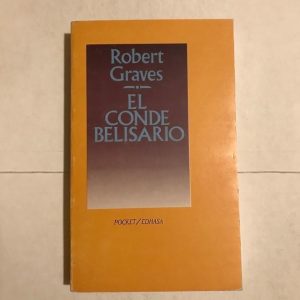 Robert
Graves
EL
CONDE
BELISARIO
POCKET/EDHASA